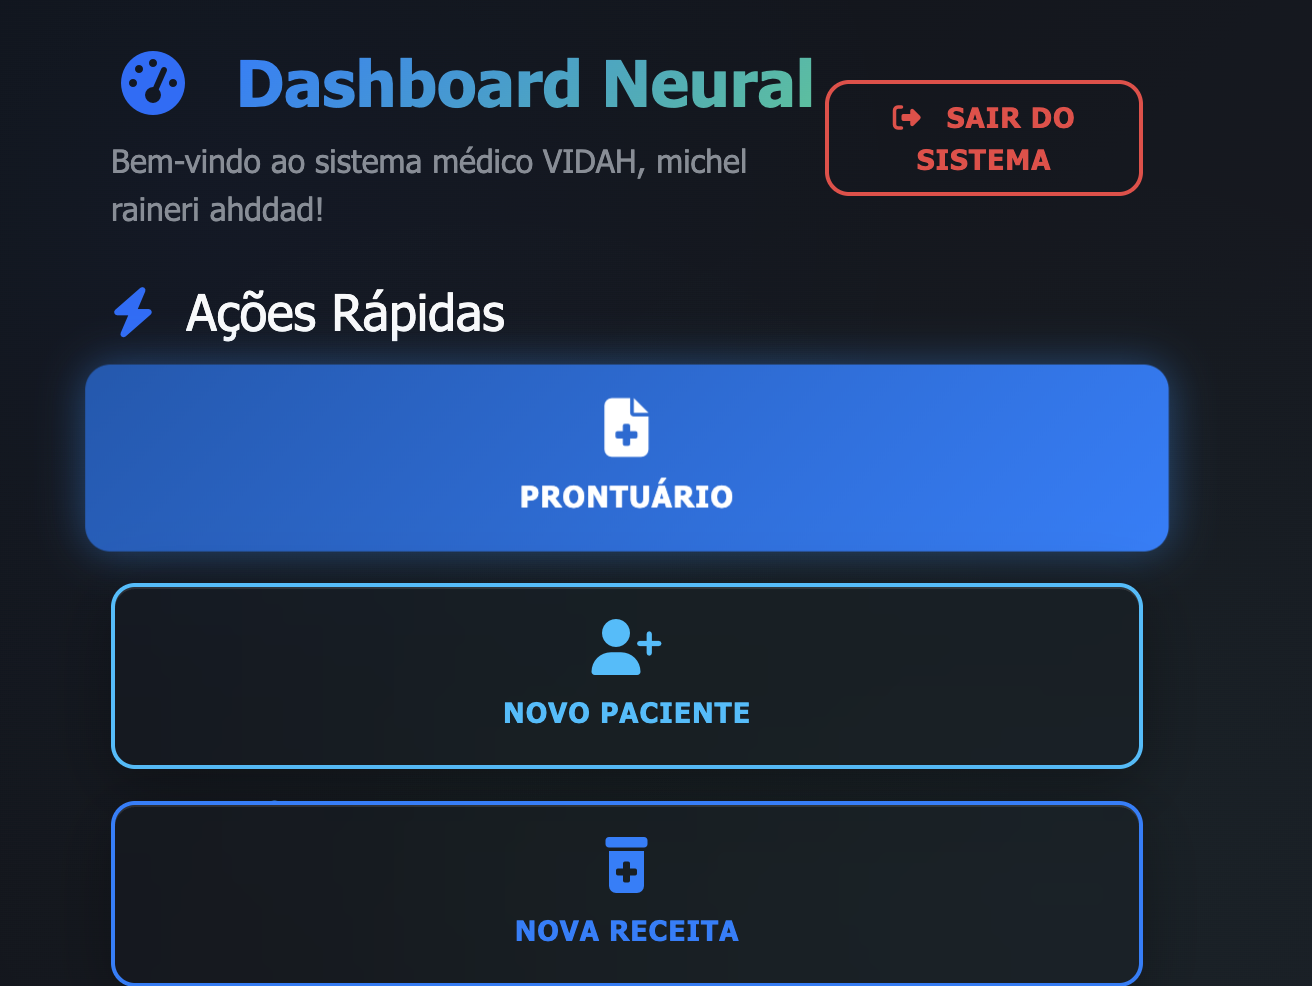 Dashboard Neural
Bem-vindo ao sistema médico VIDAH, michel
raineri ahddad!
SAIR DO
SISTEMA
Ações Rápidas
PRONTUÁRIO
NOVO PACIENTE
NOVA RECEITA